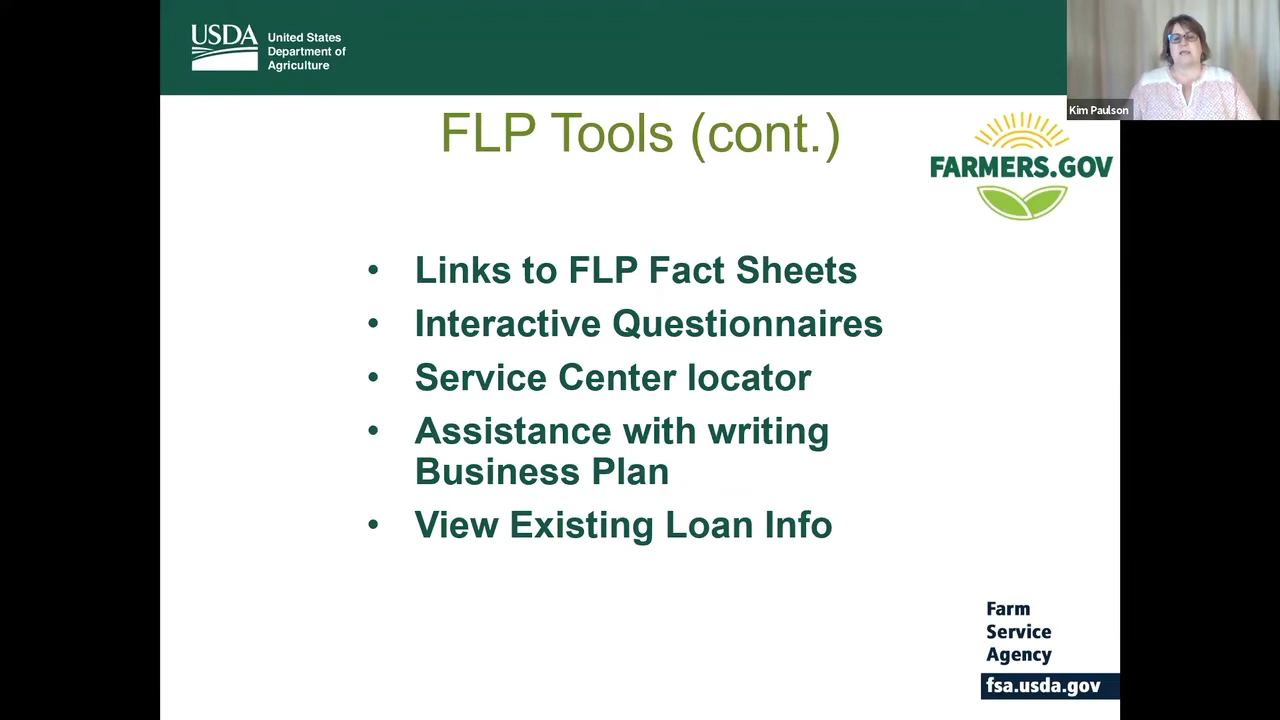 USDA
United States
Department of
Agriculture
Kim Paulson
FLP Tools (cont.)
FARMERS.GOV
• Links to FLP Fact Sheets
• Interactive Questionnaires
• Service Center locator
• Assistance with writing
Business Plan
• View Existing Loan Info
Farm
Service
Agency
fsa.usda.gov